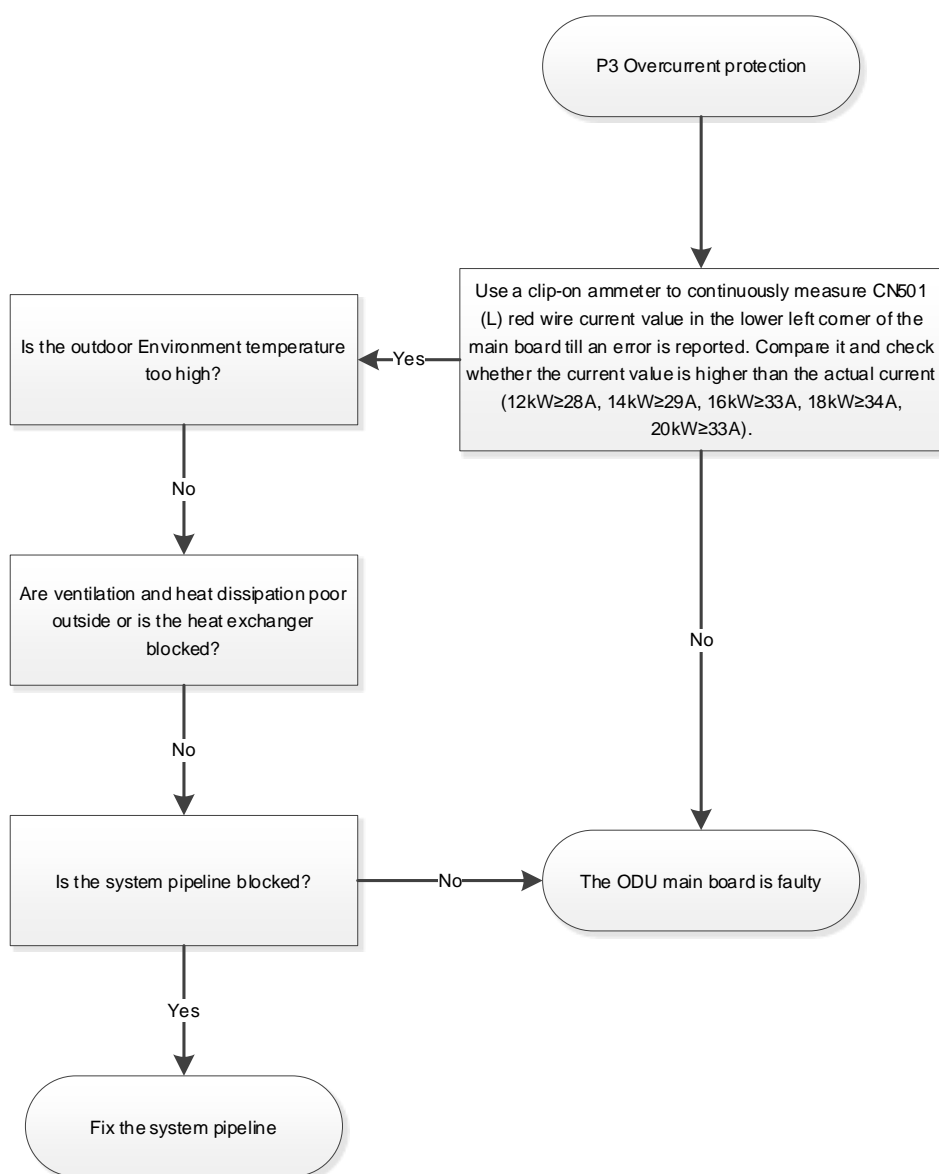 P3 Overcurrent protection
Use a clip-on ammeter to continuously measure CN501
(L) red wire current value in the lower left corner of the
main board till an error is reported. Compare it and check
whether the current value is higher than the actual current
(12kW≥28A, 14kW≥29A, 16kW≥33A, 18kW≥34A,
20kW≥33A).
Yes
Is the outdoor Environment temperature
too high?
No
Are ventilation and heat dissipation poor
outside or is the heat exchanger
blocked?
No
No
Is the system pipeline blocked?
No
The ODU main board is faulty
Yes
Fix the system pipeline